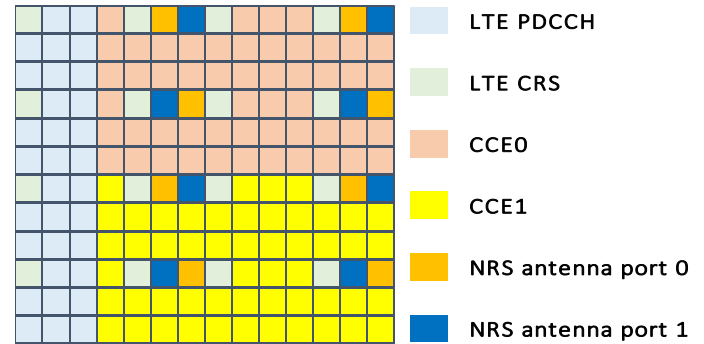 LTE PDCCH
LTE CRS
CCE0
CCE1
NRS antenna port 0
NRS antenna port 1